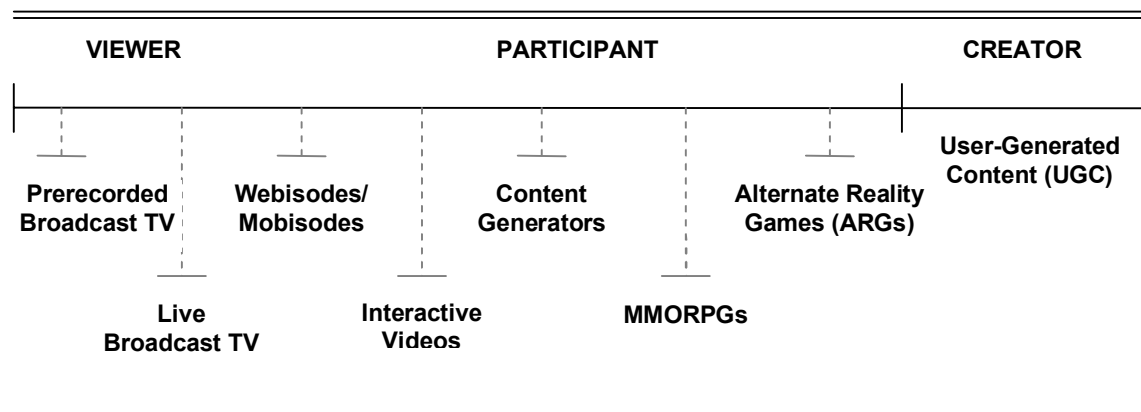 VIEWER PARTICIPANT CREATOR
User-Generated
Content (UGC)
Prerecorded
Broadcast TV
Webisodes/
Mobisodes
Content
Generators
Alternate Reality
Games (ARGs)
Live
Broadcast TV
Interactive
Videos
MMORPGs